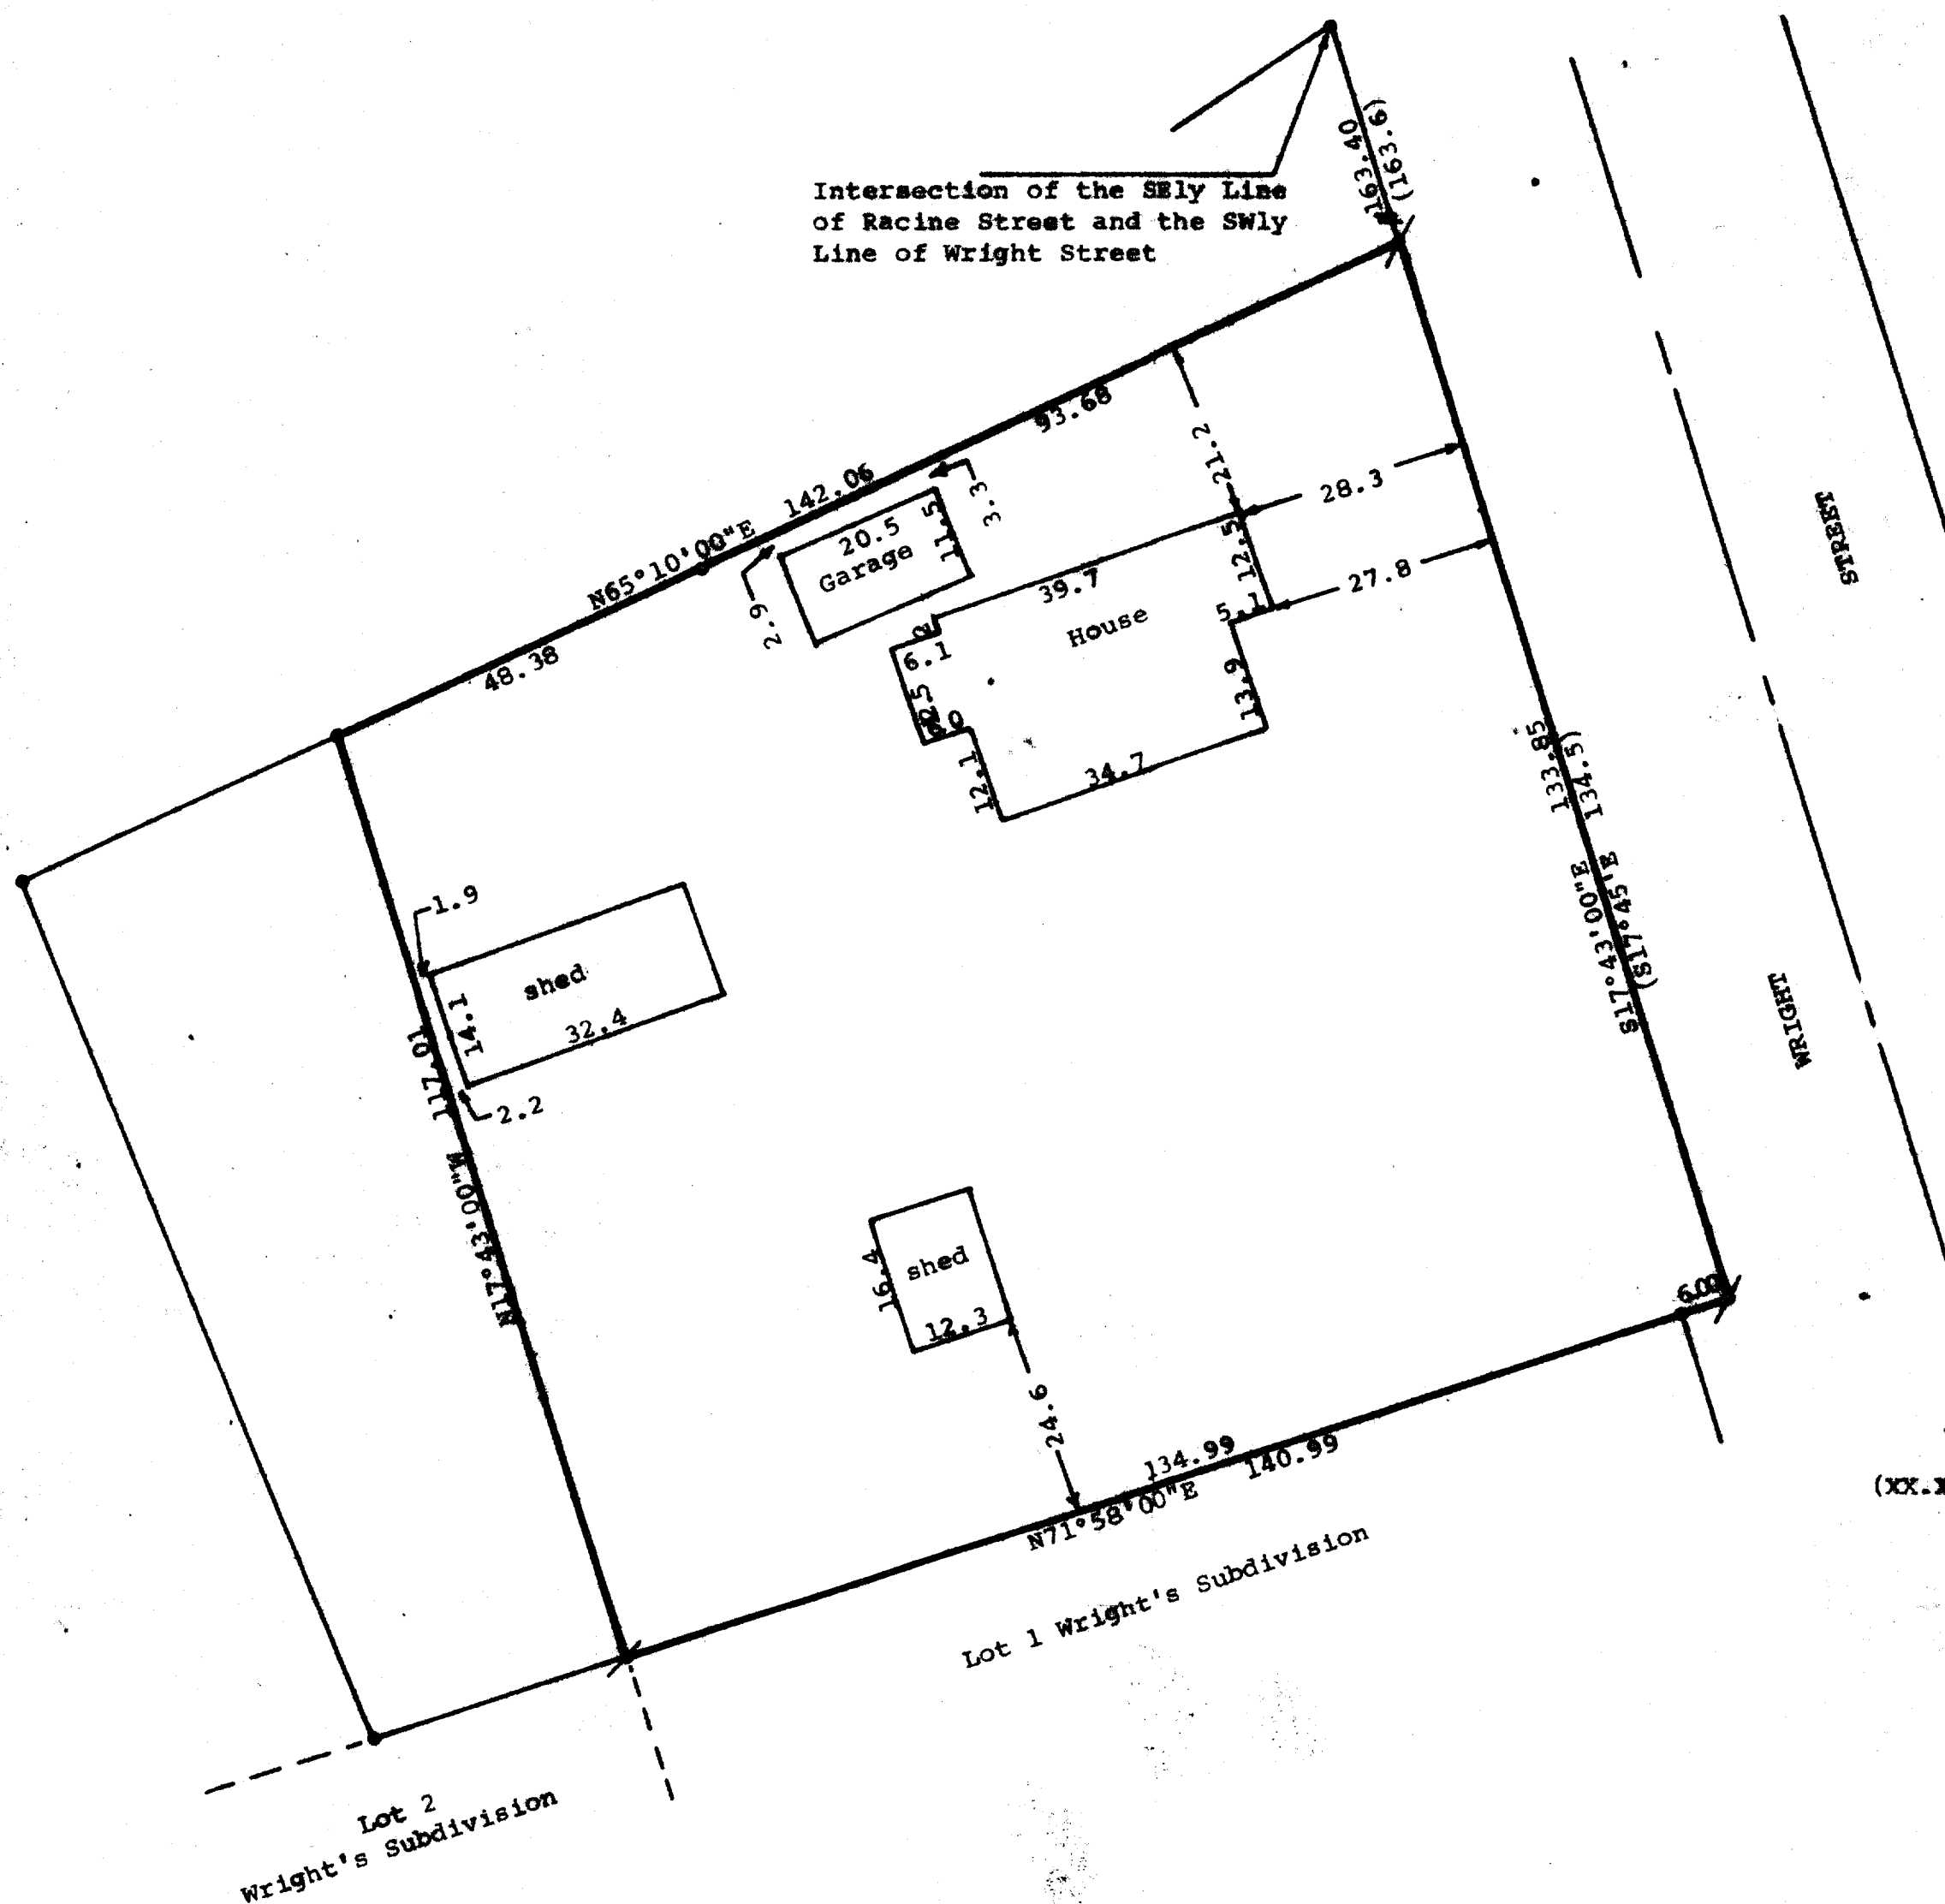 163.40
(163.6)
Intersection of the SEly Line
of Racine Street and the SWly
Line of Wright Street
93.68
21.2
142.06
28.3
3.3
N65°10'00"E
20.5
11.5
Garage
12.5
2.9
39.7
27.8
5.1
House
STREET
48.38
6.1
13.9
12.1
34.7
133.85
134.5)
1.9
shed
14.1
32.4
S17°43'00"E
(S17°45'E
WRIGHT
117.01
2.2
N17°43'00"W
16.4
shed
12.3
6.00
24.6
134.99
140.99
N71°58'00"E
(XX.X
Lot 1 Wright's Subdivision
Lot 2
Wright's Subdivision